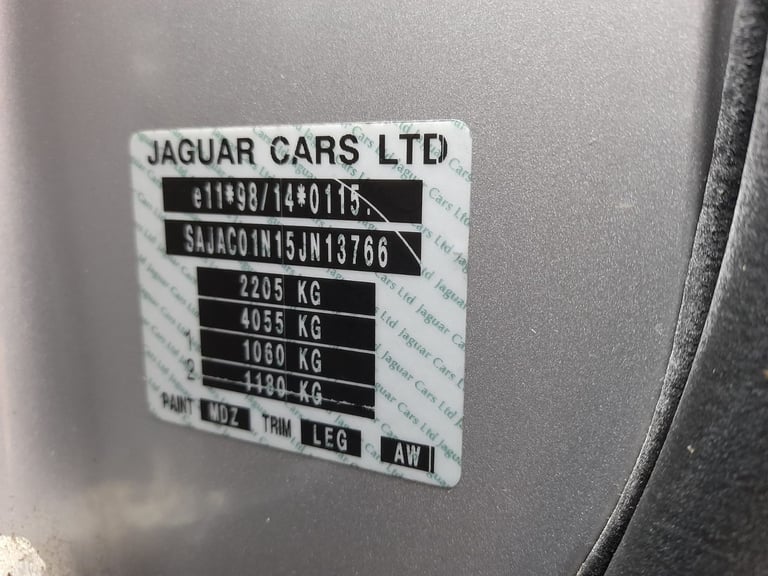 JAGUAR CARS LTD
e11*98/14*0115.
SAJAC01N15JN13766
2205 KG
4055 KG
1 1060 KG
2 1180 KG
PAINT MDZ TRIM LEG AW